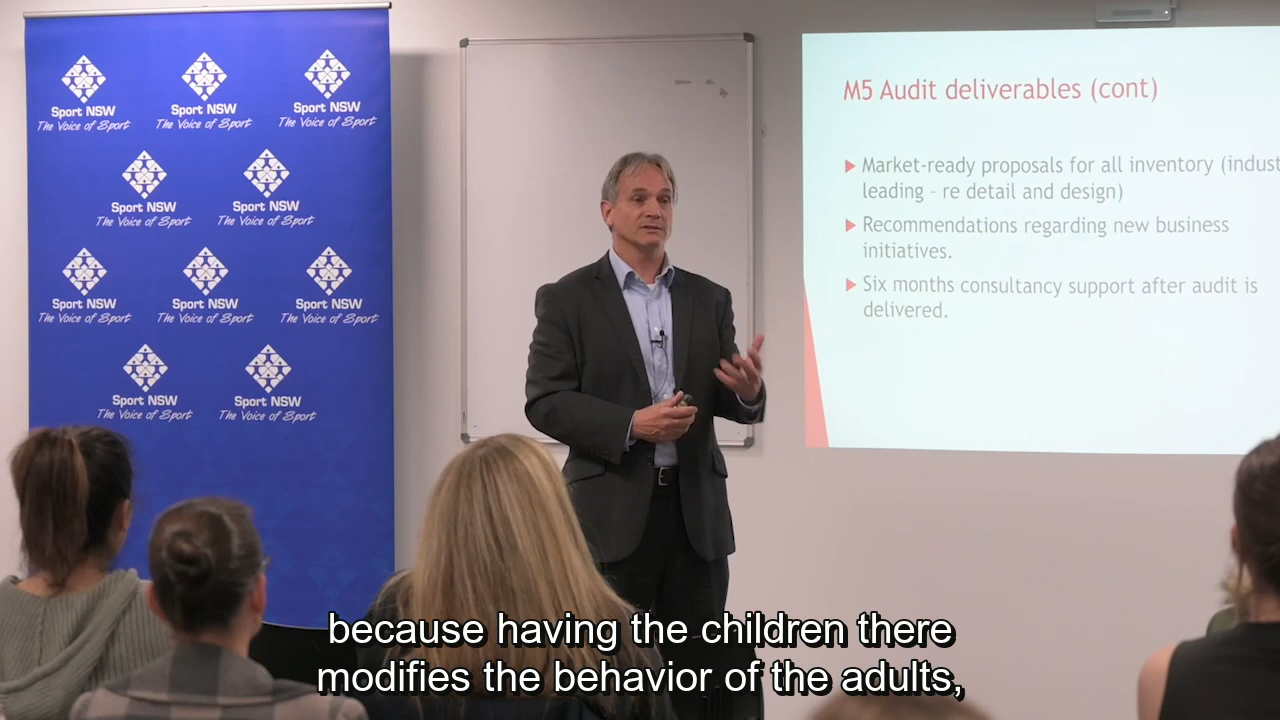 Sport NSW
The Voice of Sport
Sport NSW
The Voice of Sport
Sport NSW
The Voice of Sport
Sport NSW
The Voice of Sport
Sport NSW
The Voice of Sport
Sport NSW
The Voice of Sport
Sport NSW
The Voice of Sport
Sport NSW
The Voice of Sport
Sport NSW
The Voice of Sport
Sport NSW
The Voice of Sport
M5 Audit deliverables (cont)
Market-ready proposals for all inventory (indust
leading - re detail and design)
Recommendations regarding new business
initiatives.
Six months consultancy support after audit is
delivered.
because having the children there
modifies the behavior of the adults,